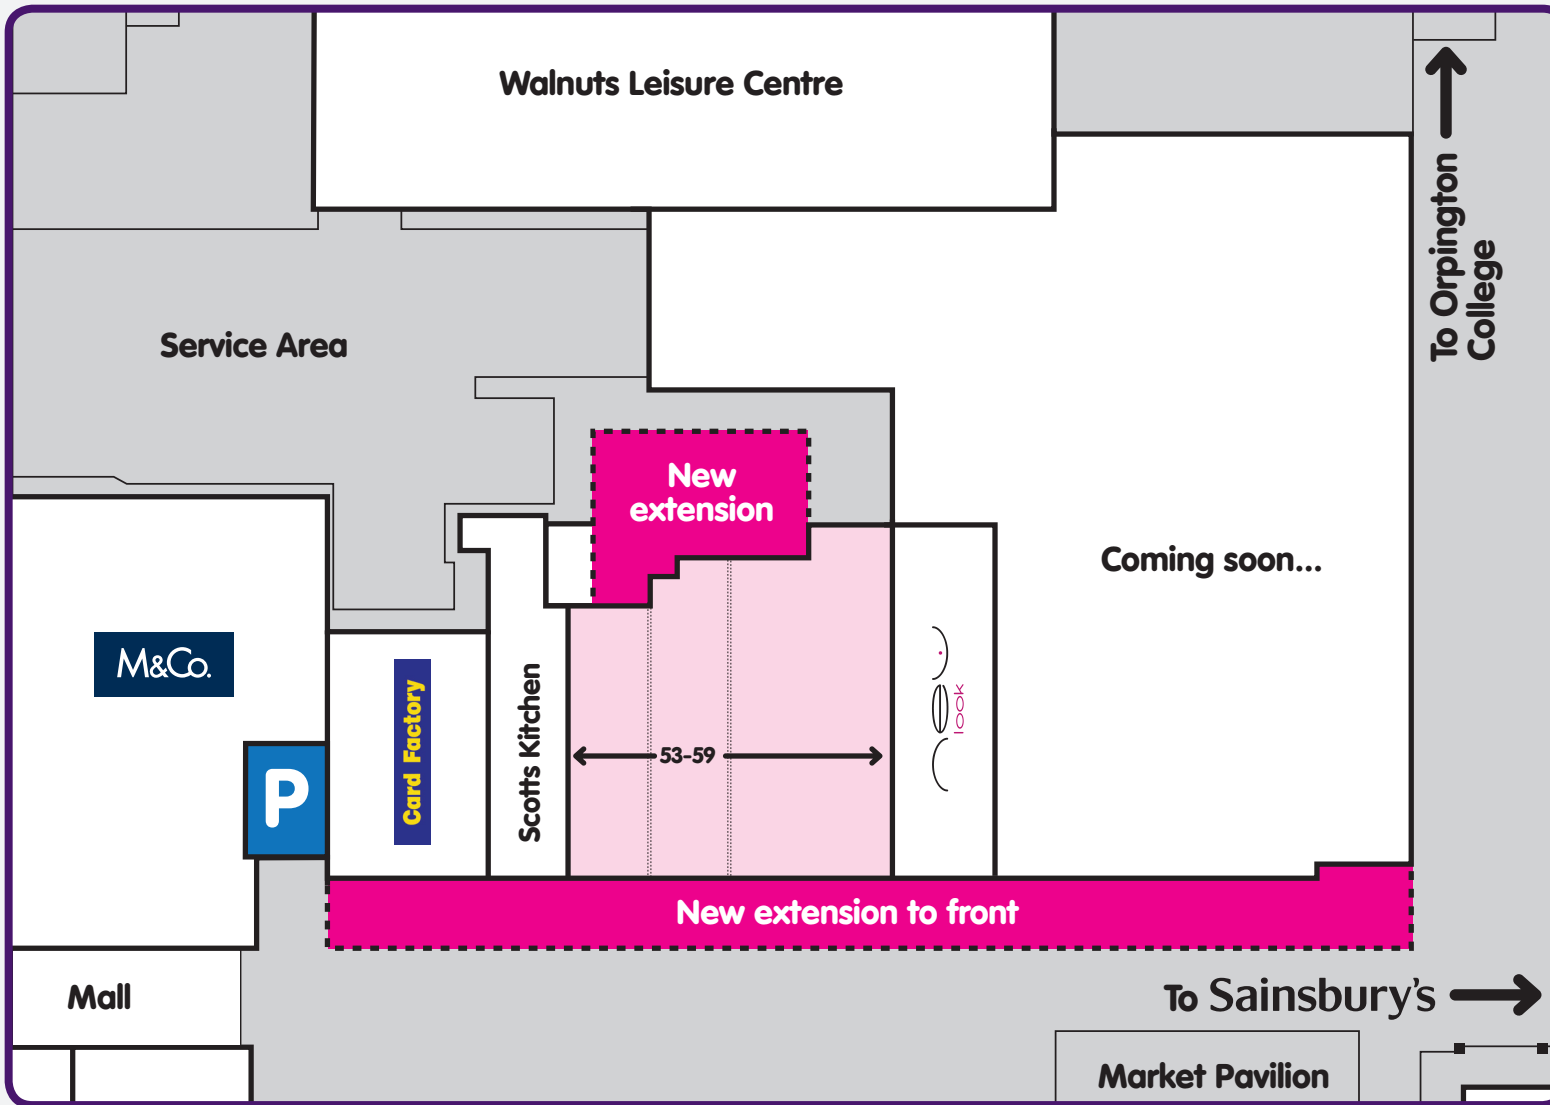 Walnuts Leisure Centre
To Orpington
College
Service Area
New
extension
Coming soon...
M&Co.
Card Factory
Scotts Kitchen
53-59
look
P
New extension to front
Mall
To Sainsbury's
Market Pavilion